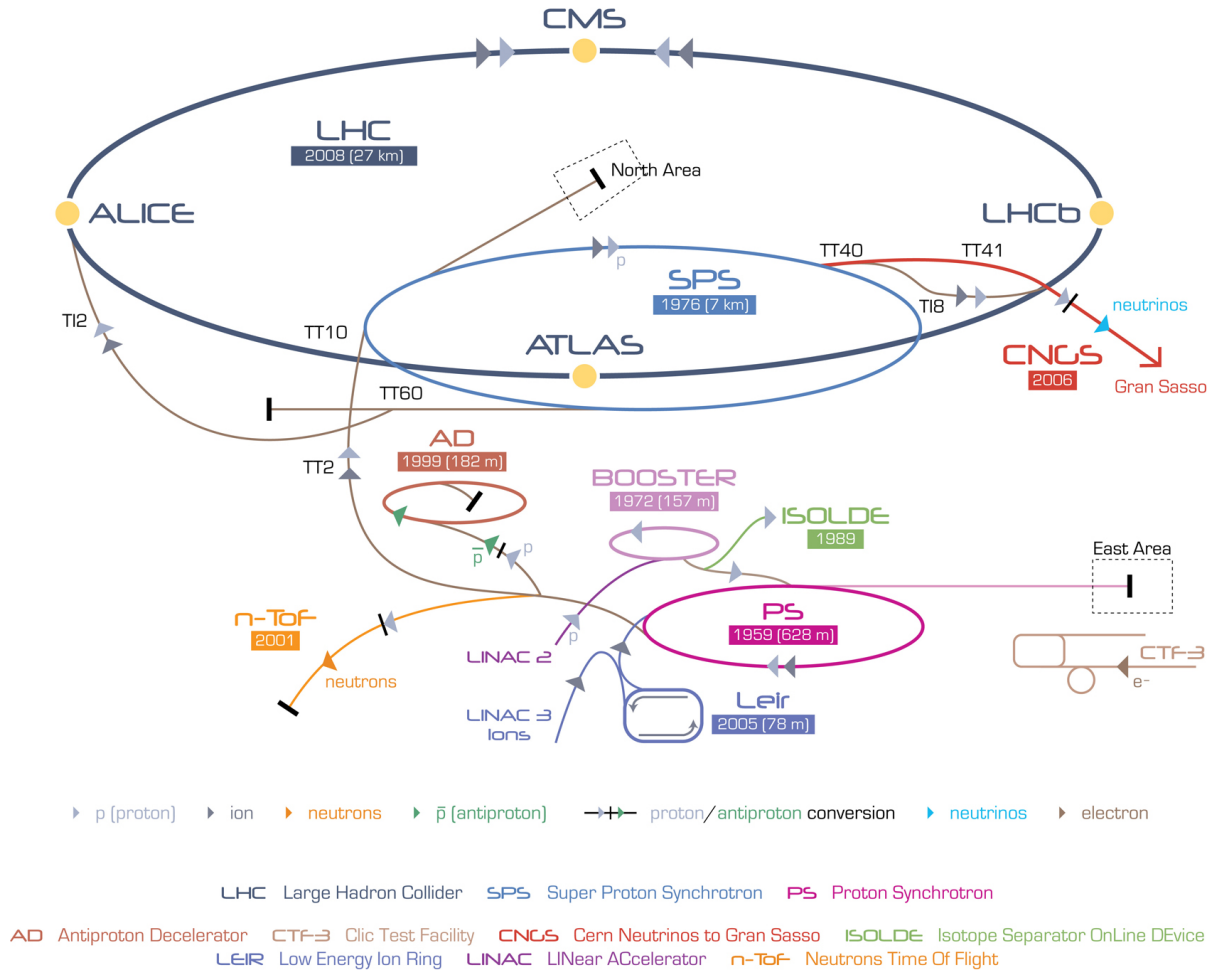 CMS
LHC
2008 (27 km)
North Area
ALICE
LHCb
TT40
TT41
p
SPS
1976 (7 km)
TI8
neutrinos
TI2
TT10
ATLAS
CNGS
2006
Gran Sasso
TT60
AD
1999 (182 m)
TT2
BOOSTER
1972 (157 m)
ISOLDE
1989
p̅
p
East Area
n-ToF
2001
PS
1959 (628 m)
p
LINAC 2
CTF-3
e-
neutrons
LINAC 3
Ions
Leir
2005 (78 m)
p (proton) ion neutrons p̅ (antiproton) proton/antiproton conversion neutrinos electron
LHC Large Hadron Collider SPS Super Proton Synchrotron PS Proton Synchrotron
AD Antiproton Decelerator CTF-3 Clic Test Facility CNGS Cern Neutrinos to Gran Sasso ISOLDE Isotope Separator OnLine DEvice
LEIR Low Energy Ion Ring LINAC LINear ACcelerator n-ToF Neutrons Time Of Flight